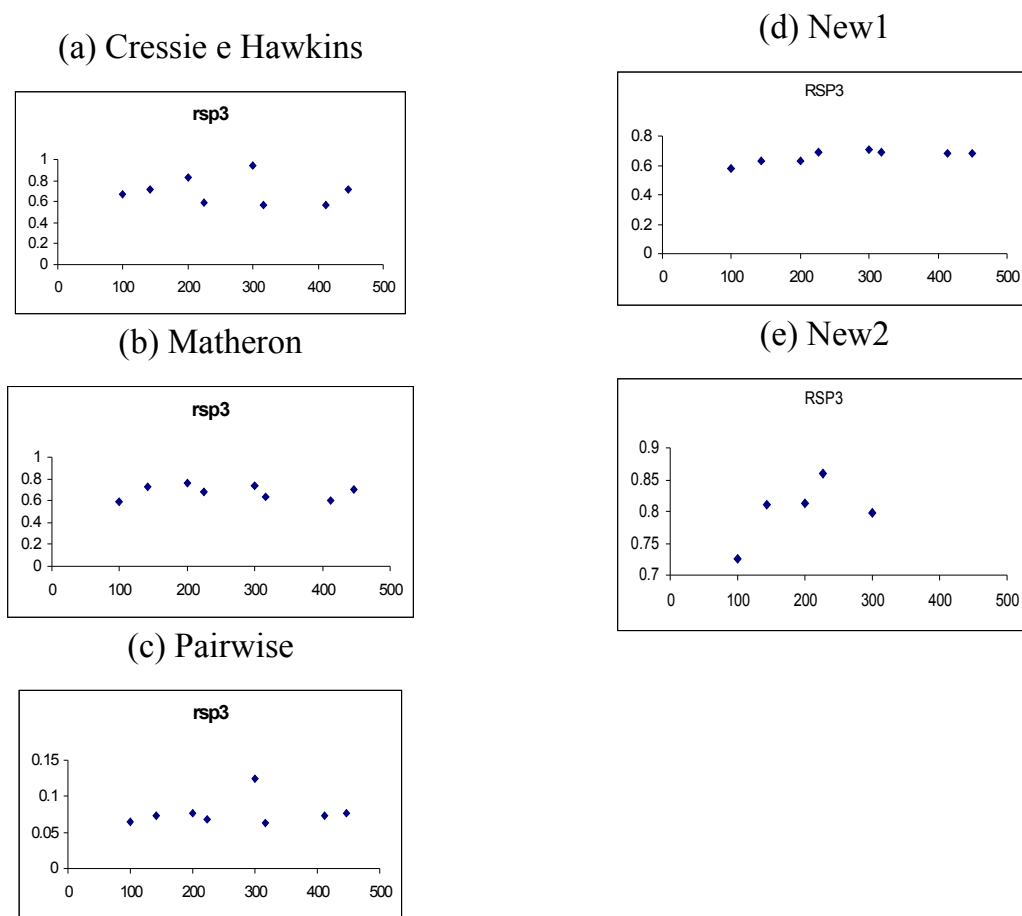 (a) Cressie e Hawkins
rsp3
1
0.8
0.6
0.4
0.2
0
0 100 200 300 400 500
(b) Matheron
rsp3
1
0.8
0.6
0.4
0.2
0
0 100 200 300 400 500
(c) Pairwise
rsp3
0.15
0.1
0.05
0
0 100 200 300 400 500
(d) New1
RSP3
0.8
0.6
0.4
0.2
0
0 100 200 300 400 500
(e) New2
RSP3
0.9
0.85
0.8
0.75
0.7
0 100 200 300 400 500